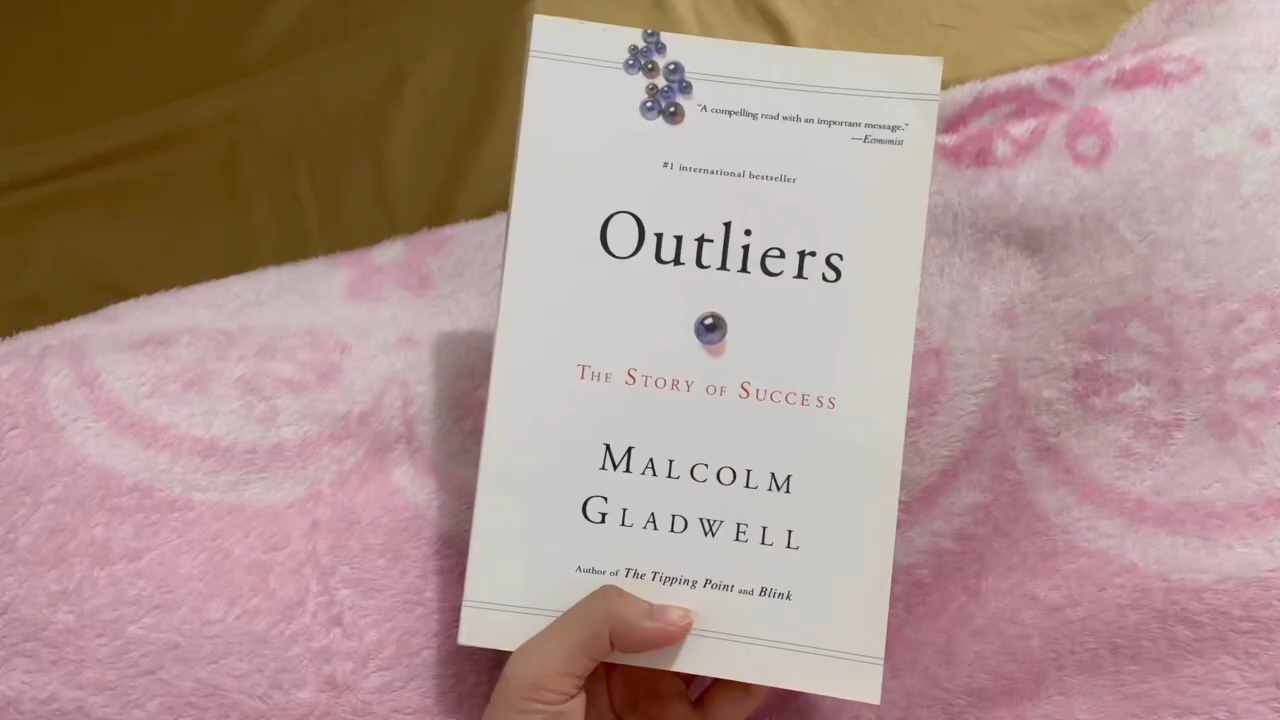 "A compelling read with an important message."
—Economist
#1 international bestseller
Outliers
The Story of Success
Malcolm
Gladwell
Author of The Tipping Point and Blink